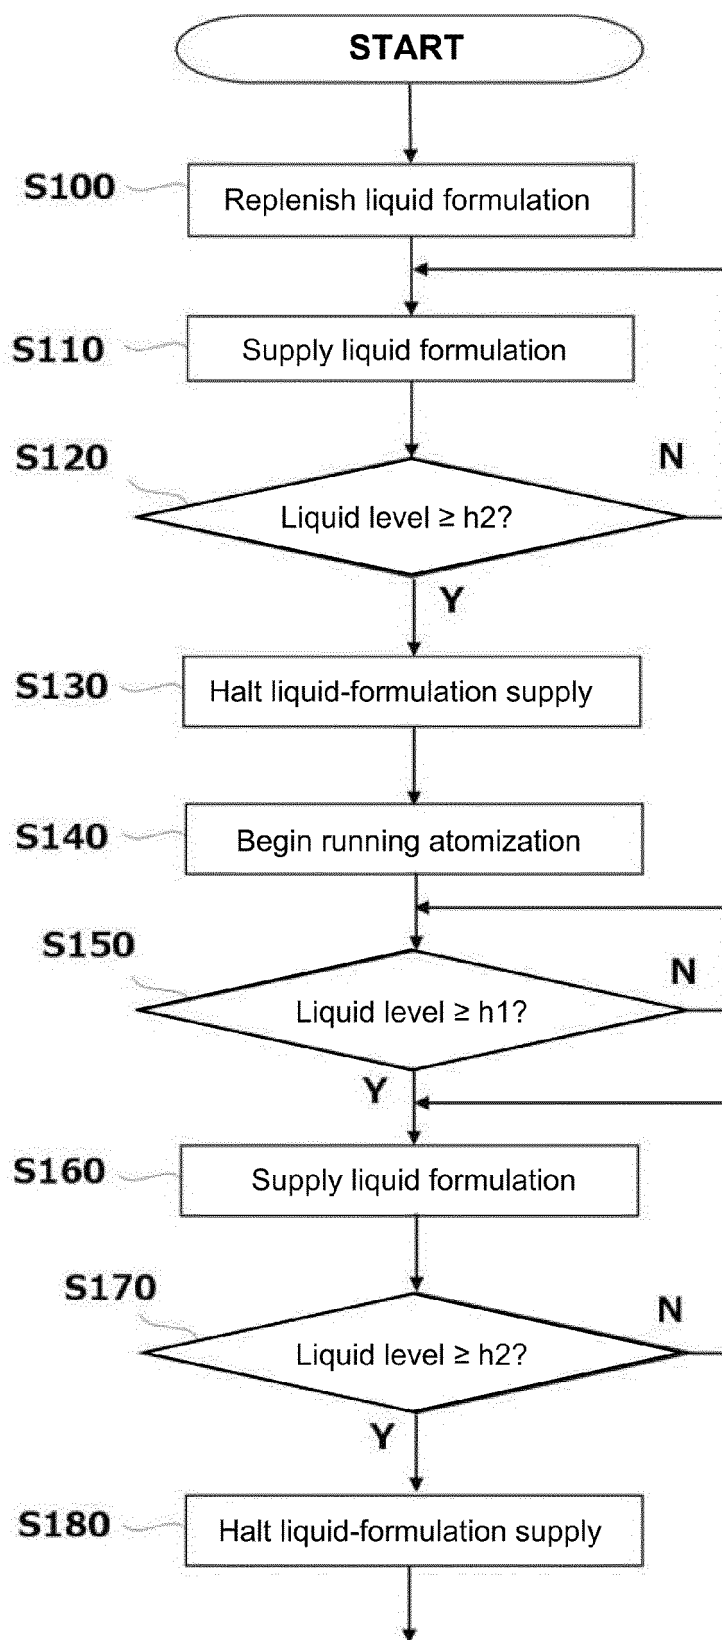 START
S100
Replenish liquid formulation
S110
Supply liquid formulation
S120
N
Liquid level ≥ h2?
Y
S130
Halt liquid-formulation supply
S140
Begin running atomization
S150
N
Liquid level ≥ h1?
Y
S160
Supply liquid formulation
S170
N
Liquid level ≥ h2?
Y
S180
Halt liquid-formulation supply